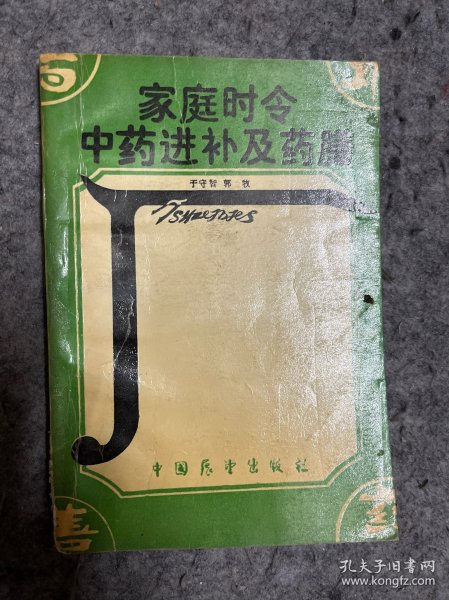 家庭时令
中药进补及药膳
于守智 郭 牧
中国展望出版社
孔夫子旧书网
www.kongfz.com